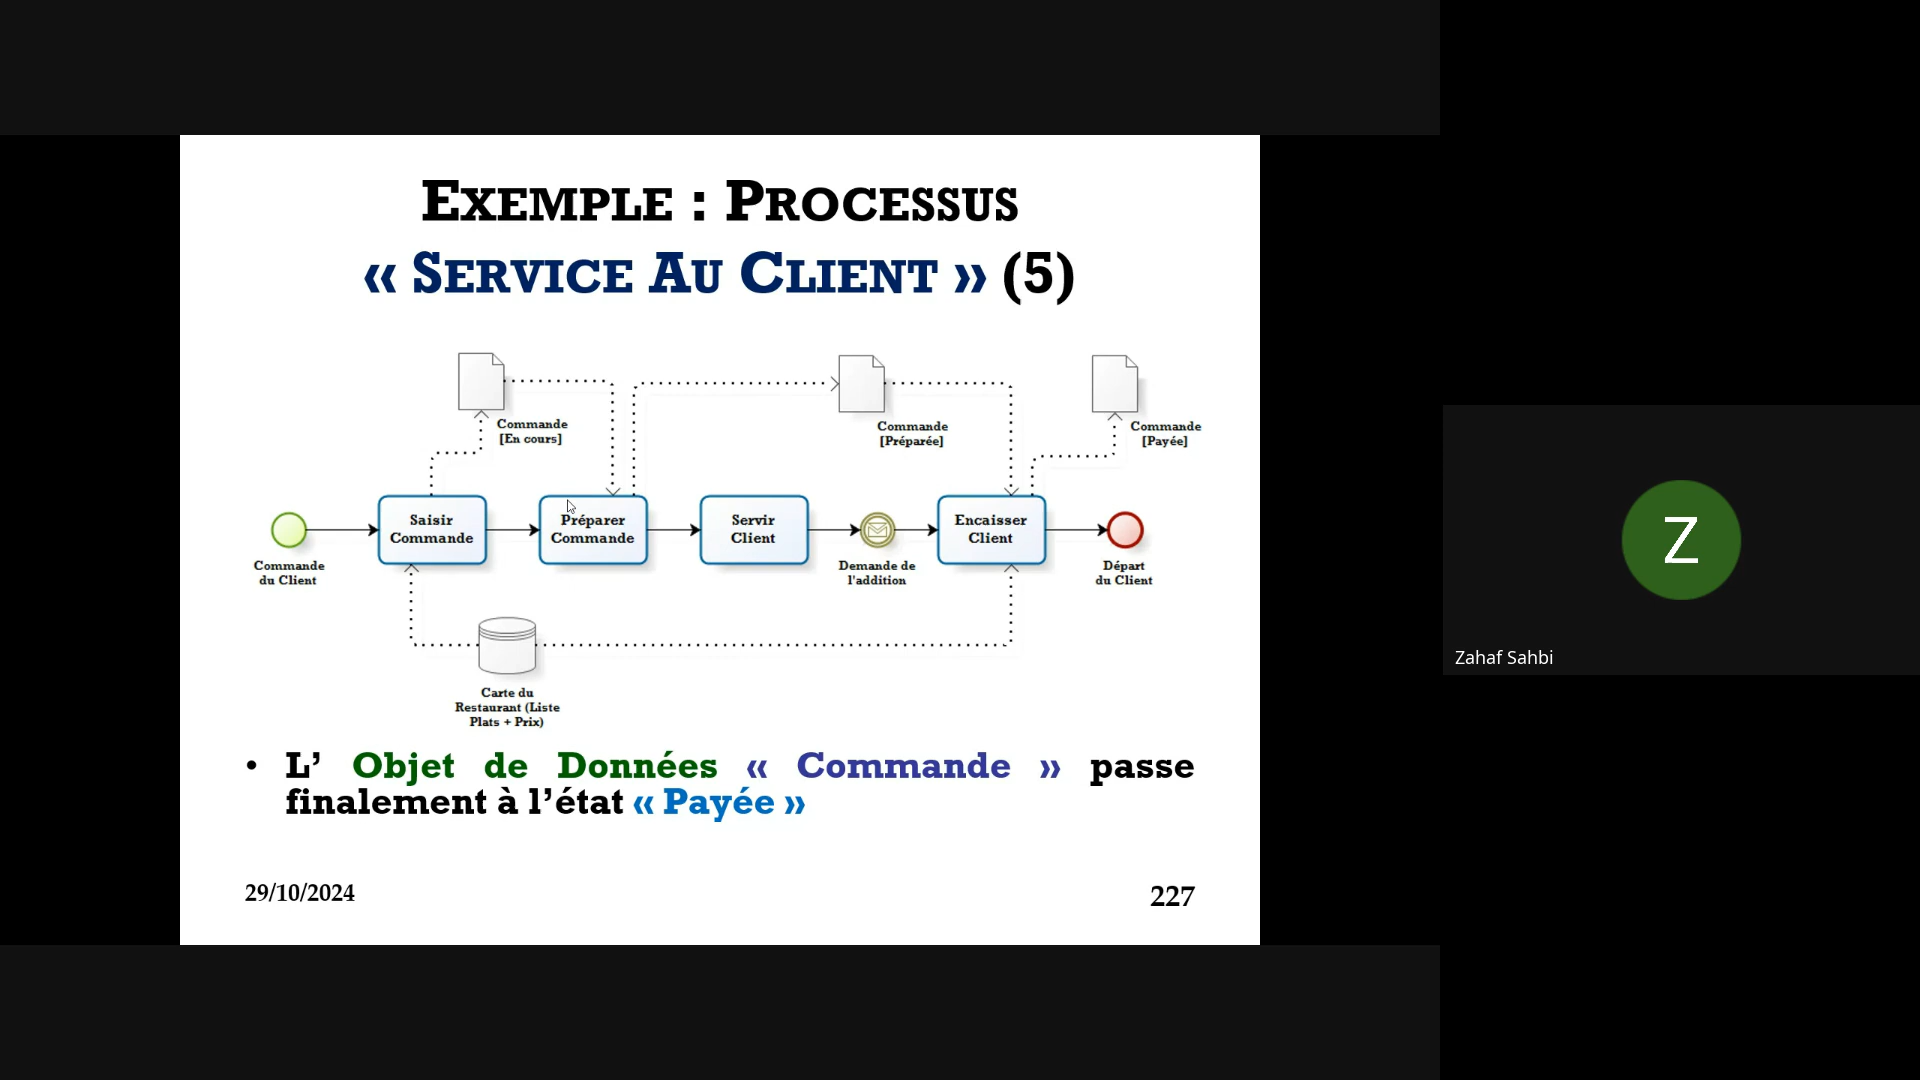 EXEMPLE : PROCESSUS
« SERVICE AU CLIENT » (5)
Commande
[En cours]
Commande
[Préparée]
Commande
[Payée]
Saisir
Commande
Préparer
Commande
Servir
Client
Encaisser
Client
Commande
du Client
Demande de
l'addition
Départ
du Client
Carte du
Restaurant (Liste
Plats + Prix)
• L’ Objet de Données « Commande » passe
finalement à l’état « Payée »
29/10/2024
227
Z
Zahaf Sahbi